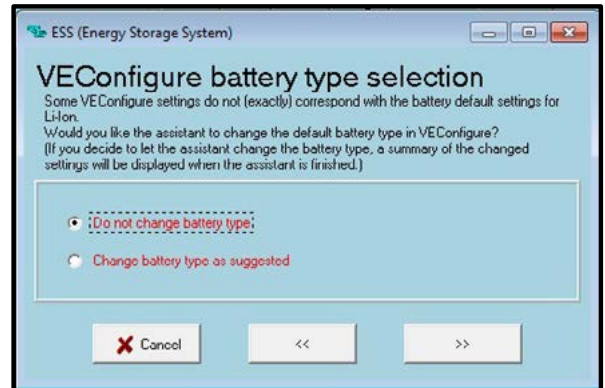 ESS (Energy Storage System)
VEConfigure battery type selection
Some VEConfigure settings do not (exactly) correspond with the battery default settings for
Li-Ion.
Would you like the assistant to change the default battery type in VEConfigure?
(If you decide to let the assistant change the battery type, a summary of the changed
settings will be displayed when the assistant is finished.)
Do not change battery type
Change battery type as suggested
Cancel
<<
>>